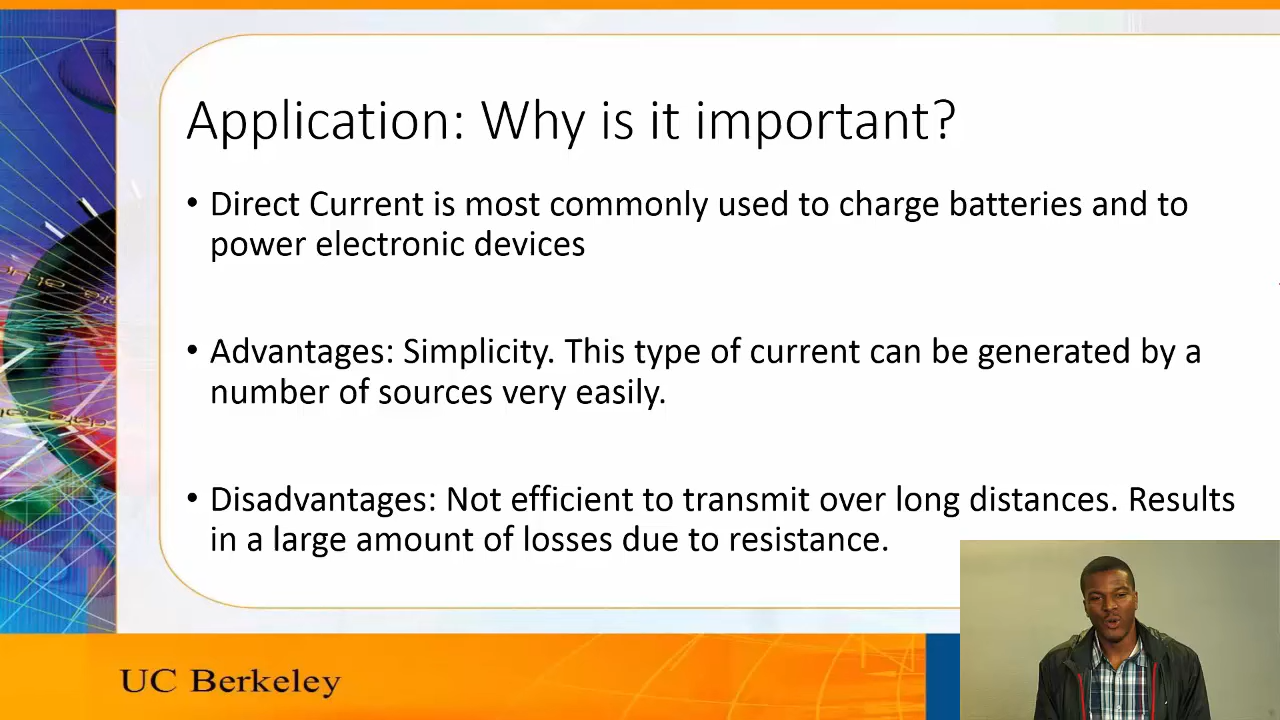 Application: Why is it important?
• Direct Current is most commonly used to charge batteries and to
power electronic devices
• Advantages: Simplicity. This type of current can be generated by a
number of sources very easily.
• Disadvantages: Not efficient to transmit over long distances. Results
in a large amount of losses due to resistance.
UC Berkeley